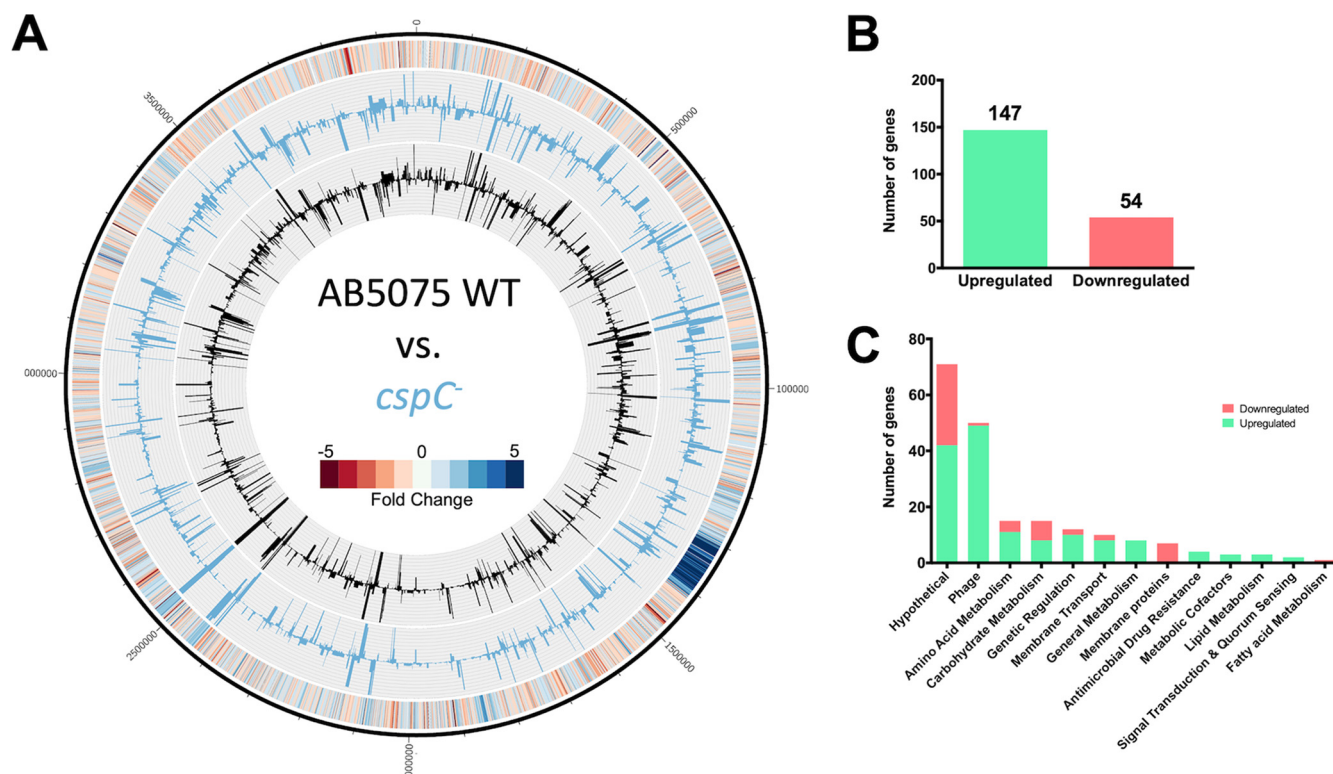 A
0
500000
100000
1500000
000000
2500000
000000
3500000
AB5075 WT
vs.
cspC-
-5 0 5
Fold Change
B
Number of genes
200
150
100
50
0
147
54
Upregulated
Downregulated
C
Number of genes
80
60
40
20
0
Downregulated
Upregulated
Hypothetical
Phage
Amino Acid Metabolism
Carbohydrate Metabolism
Genetic Regulation
Membrane Transport
General Metabolism
Membrane proteins
Antimicrobial Drug Resistance
Metabolic Cofactors
Lipid Metabolism
Signal Transduction & Quorum Sensing
Fatty acid Metabolism